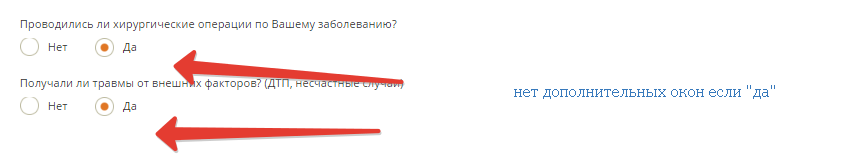 Проводились ли хирургические операции по Вашему заболеванию?
Нет Да
Получали ли травмы от внешних факторов? (ДТП, несчастные случаи)
нет дополнительных окон если "да"
Нет Да